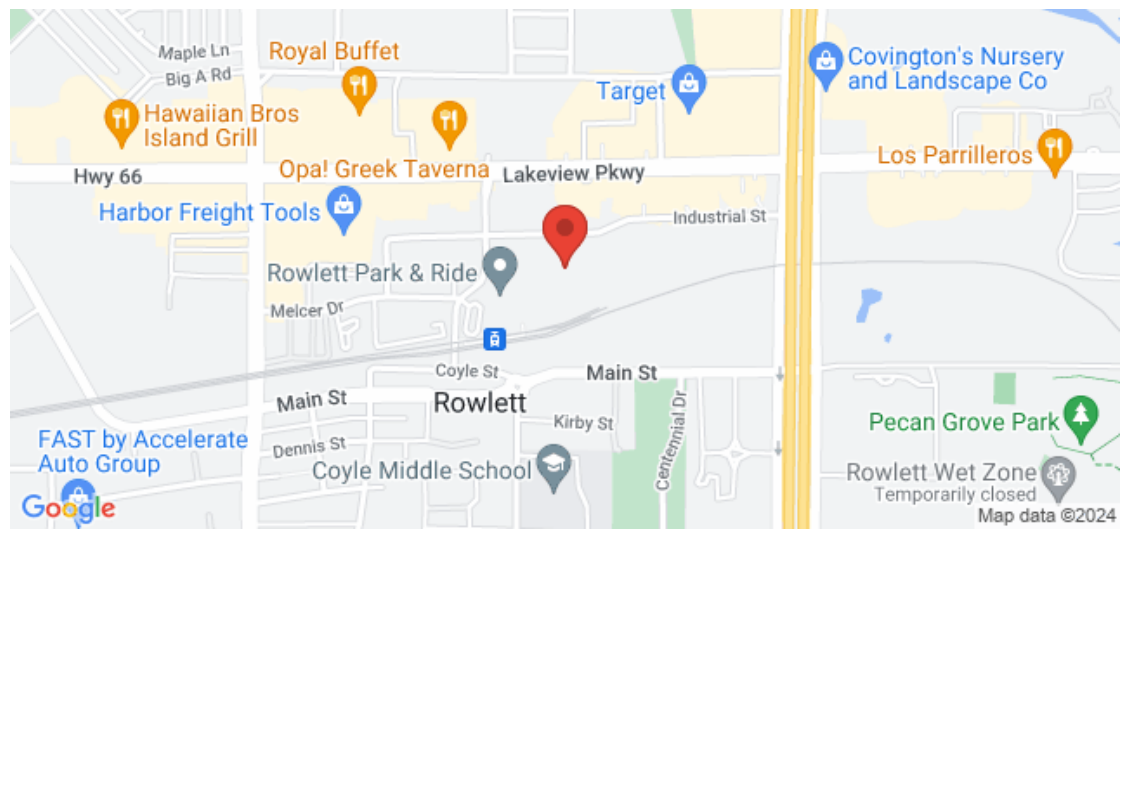 Maple Ln
Big A Rd
Royal Buffet
Covington's Nursery
and Landscape Co
Target
Hawaiian Bros
Island Grill
Los Parrilleros
Opa! Greek Taverna
Lakeview Pkwy
Hwy 66
Harbor Freight Tools
Industrial St
Rowlett Park & Ride
Melcer Dr
Coyle St
Main St
Main St
Rowlett
Centennial Dr
Kirby St
Pecan Grove Park
FAST by Accelerate
Auto Group
Dennis St
Coyle Middle School
Rowlett Wet Zone
Temporarily closed
Google
Map data ©2024